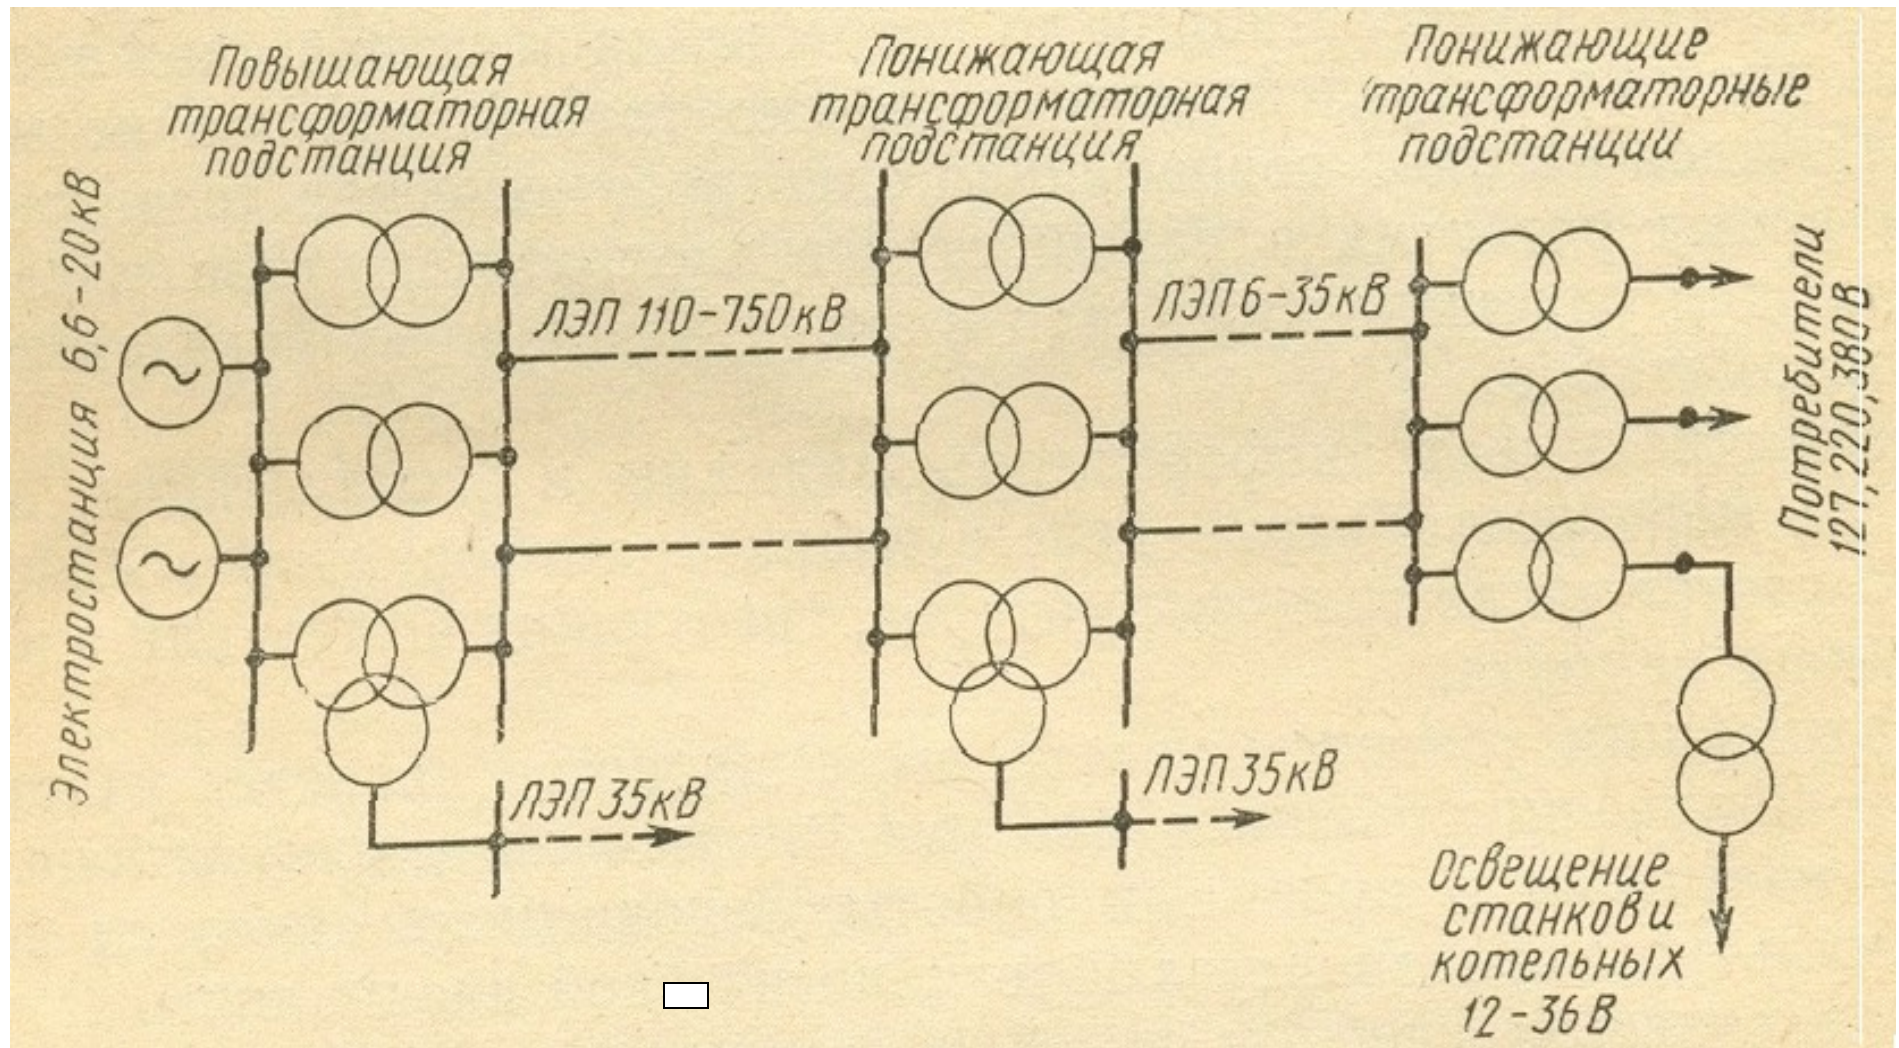 Повышающая
трансформаторная
подстанция
Понижающая
трансформаторная
подстанция
Понижающие
трансформаторные
подстанции
Электростанция 6,6-20кВ
ЛЭП 110-750кВ
ЛЭП 6-35кВ
Потребители
127, 220, 380 В
ЛЭП 35кВ
ЛЭП 35кВ
Освещение
станков и
котельных
12-36 В